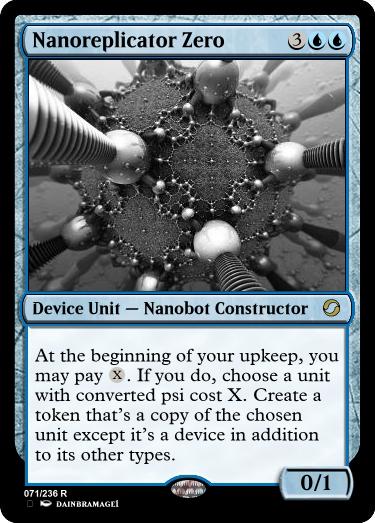 Nanoreplicator Zero 3
Device Unit — Nanobot Constructor
At the beginning of your upkeep, you
may pay X. If you do, choose a unit
with converted psi cost X. Create a
token that's a copy of the chosen
unit except it's a device in addition
to its other types.
0/1
071/236 R
DAINBRAMAGE1